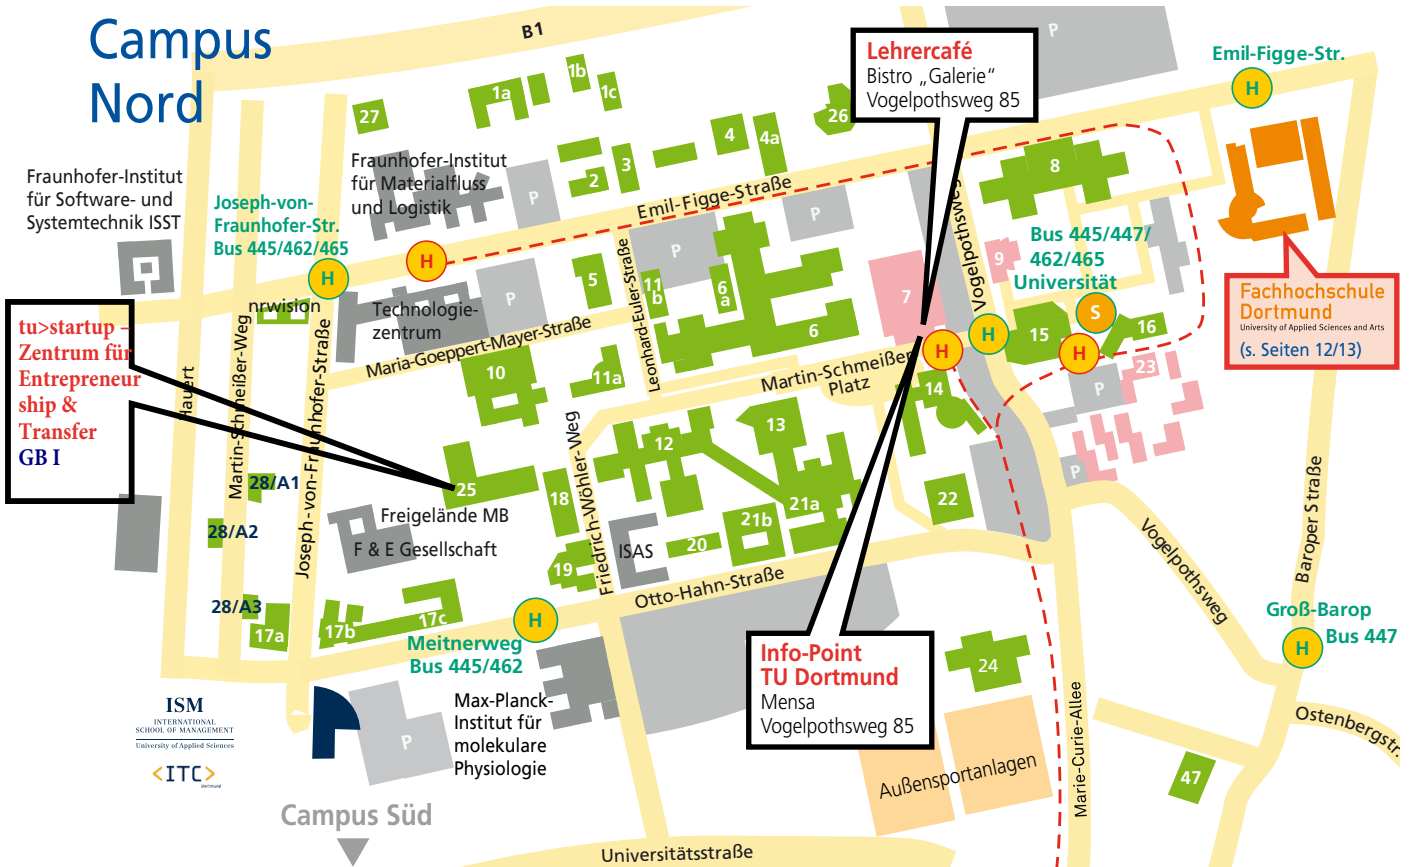 Campus
Nord
B1
Lehrercafé
Bistro „Galerie“
Vogelpothsweg 85
Emil-Figge-Str.
H
P
1a
1b
1c
27
26
4
4a
3
2
P
8
Fraunhofer-Institut
für Software- und
Systemtechnik ISST
Fraunhofer-Institut
für Materialfluss
und Logistik
Joseph-von-
Fraunhofer-Str.
Bus 445/462/465
H
H
Emil-Figge-Straße
P
P
Vogelpothsweg
9
Bus 445/447/
462/465
Universität
S
Fachhochschule
Dortmund
University of Applied Sciences and Arts
(s. Seiten 12/13)
nrwision
Technologie-
zentrum
P
5
11
b
6
a
6
7
H
H
15
H
16
23
P
tu>startup –
Zentrum für
Entrepreneur
ship &
Transfer
GB I
Hauert
Martin-Schmeißer-Weg
Joseph-von-Fraunhofer-Straße
Maria-Goeppert-Mayer-Straße
Leonhard-Euler-Straße
Martin-Schmeißer
Platz
10
11a
14
12
13
Friedrich-Wöhler-Weg
25
18
21a
21b
20
22
P
Freigelände MB
F & E Gesellschaft
ISAS
19
28/A1
28/A2
28/A3
17a
17b
17c
Otto-Hahn-Straße
H
Meitnerweg
Bus 445/462
Vogelpothsweg
Baroper Straße
Groß-Barop
H
Bus 447
Info-Point
TU Dortmund
Mensa
Vogelpothsweg 85
24
Marie-Curie-Allee
Ostenbergstr.
ISM
INTERNATIONAL
SCHOOL OF MANAGEMENT
University of Applied Sciences
<ITC>
Dortmund
P
Max-Planck-
Institut für
molekulare
Physiologie
Außensportanlagen
47
Campus Süd
Universitätsstraße